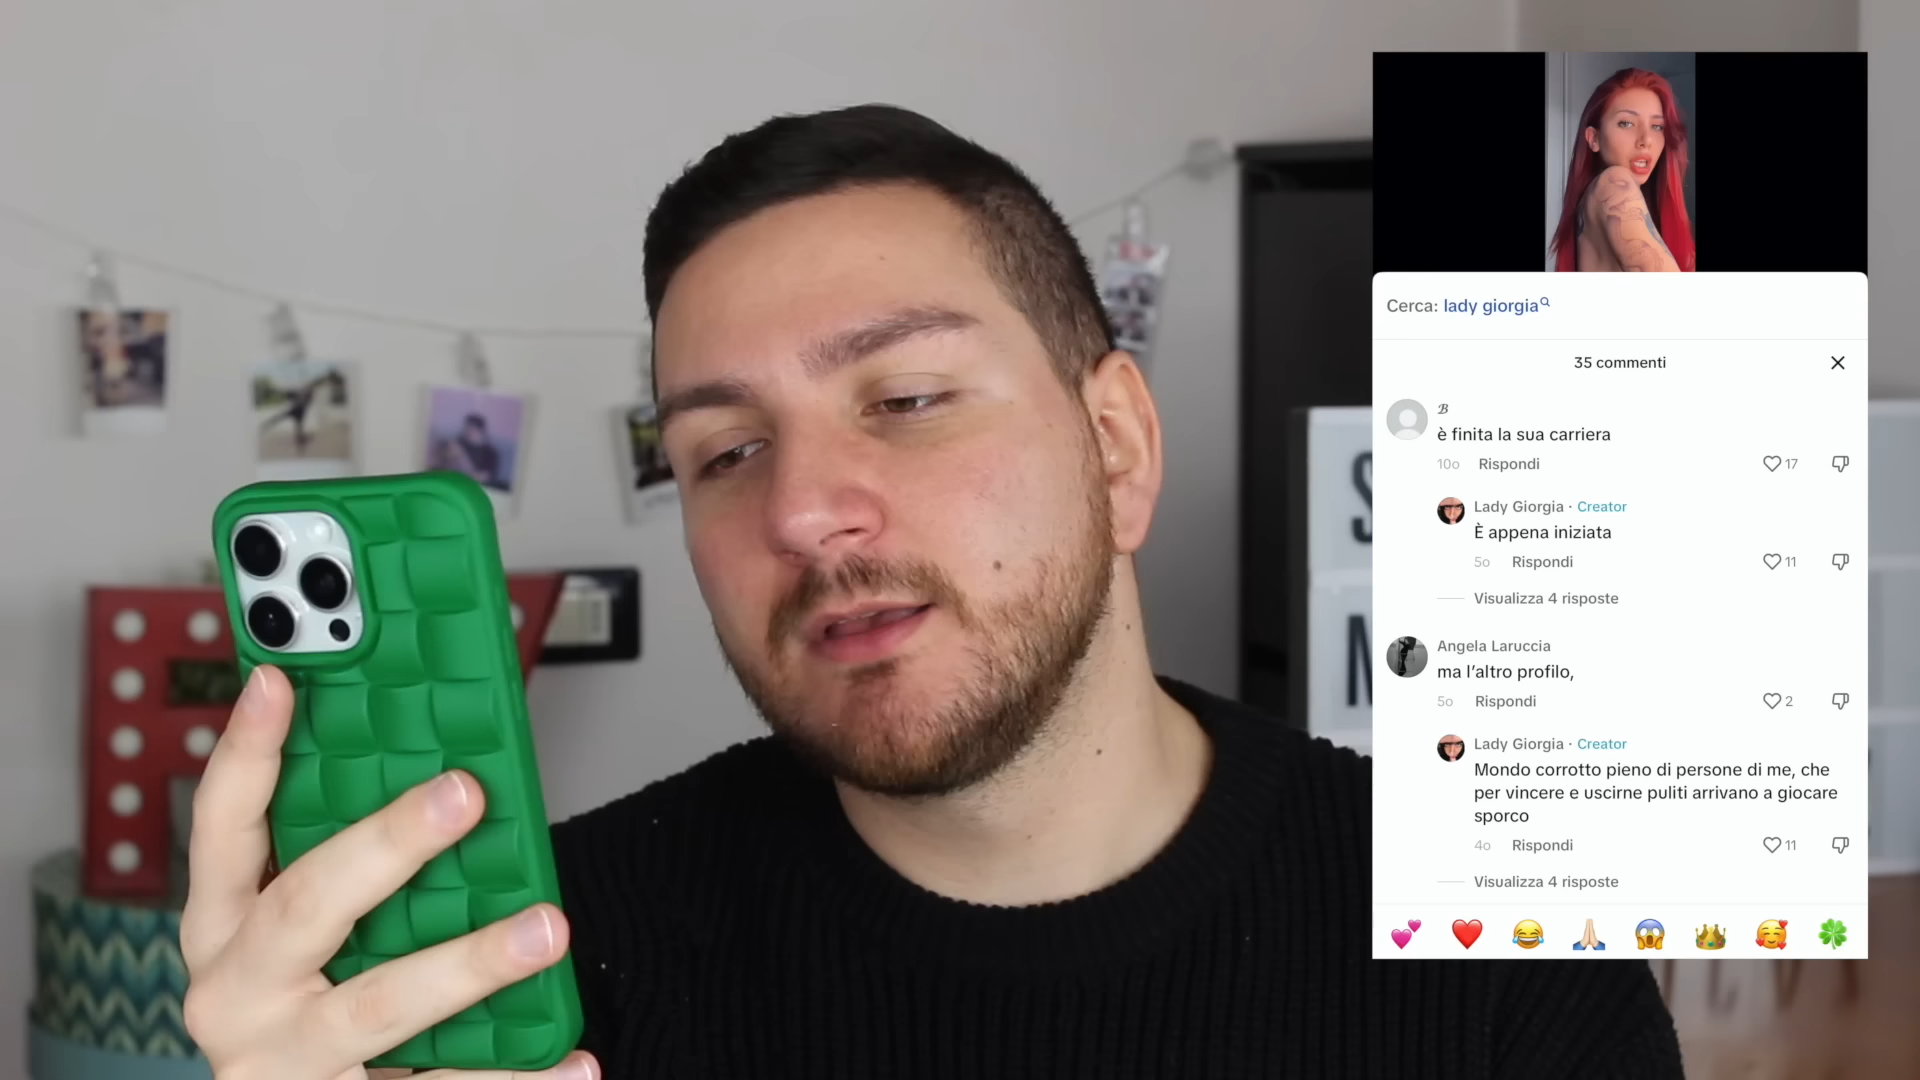 Cerca: lady giorgia
35 commenti
B
è finita la sua carriera
10o Rispondi 17
Lady Giorgia · Creator
È appena iniziata
5o Rispondi 11
Visualizza 4 risposte
Angela Laruccia
ma l’altro profilo,
5o Rispondi 2
Lady Giorgia · Creator
Mondo corrotto pieno di persone di me, che
per vincere e uscirne puliti arrivano a giocare
sporco
4o Rispondi 11
Visualizza 4 risposte